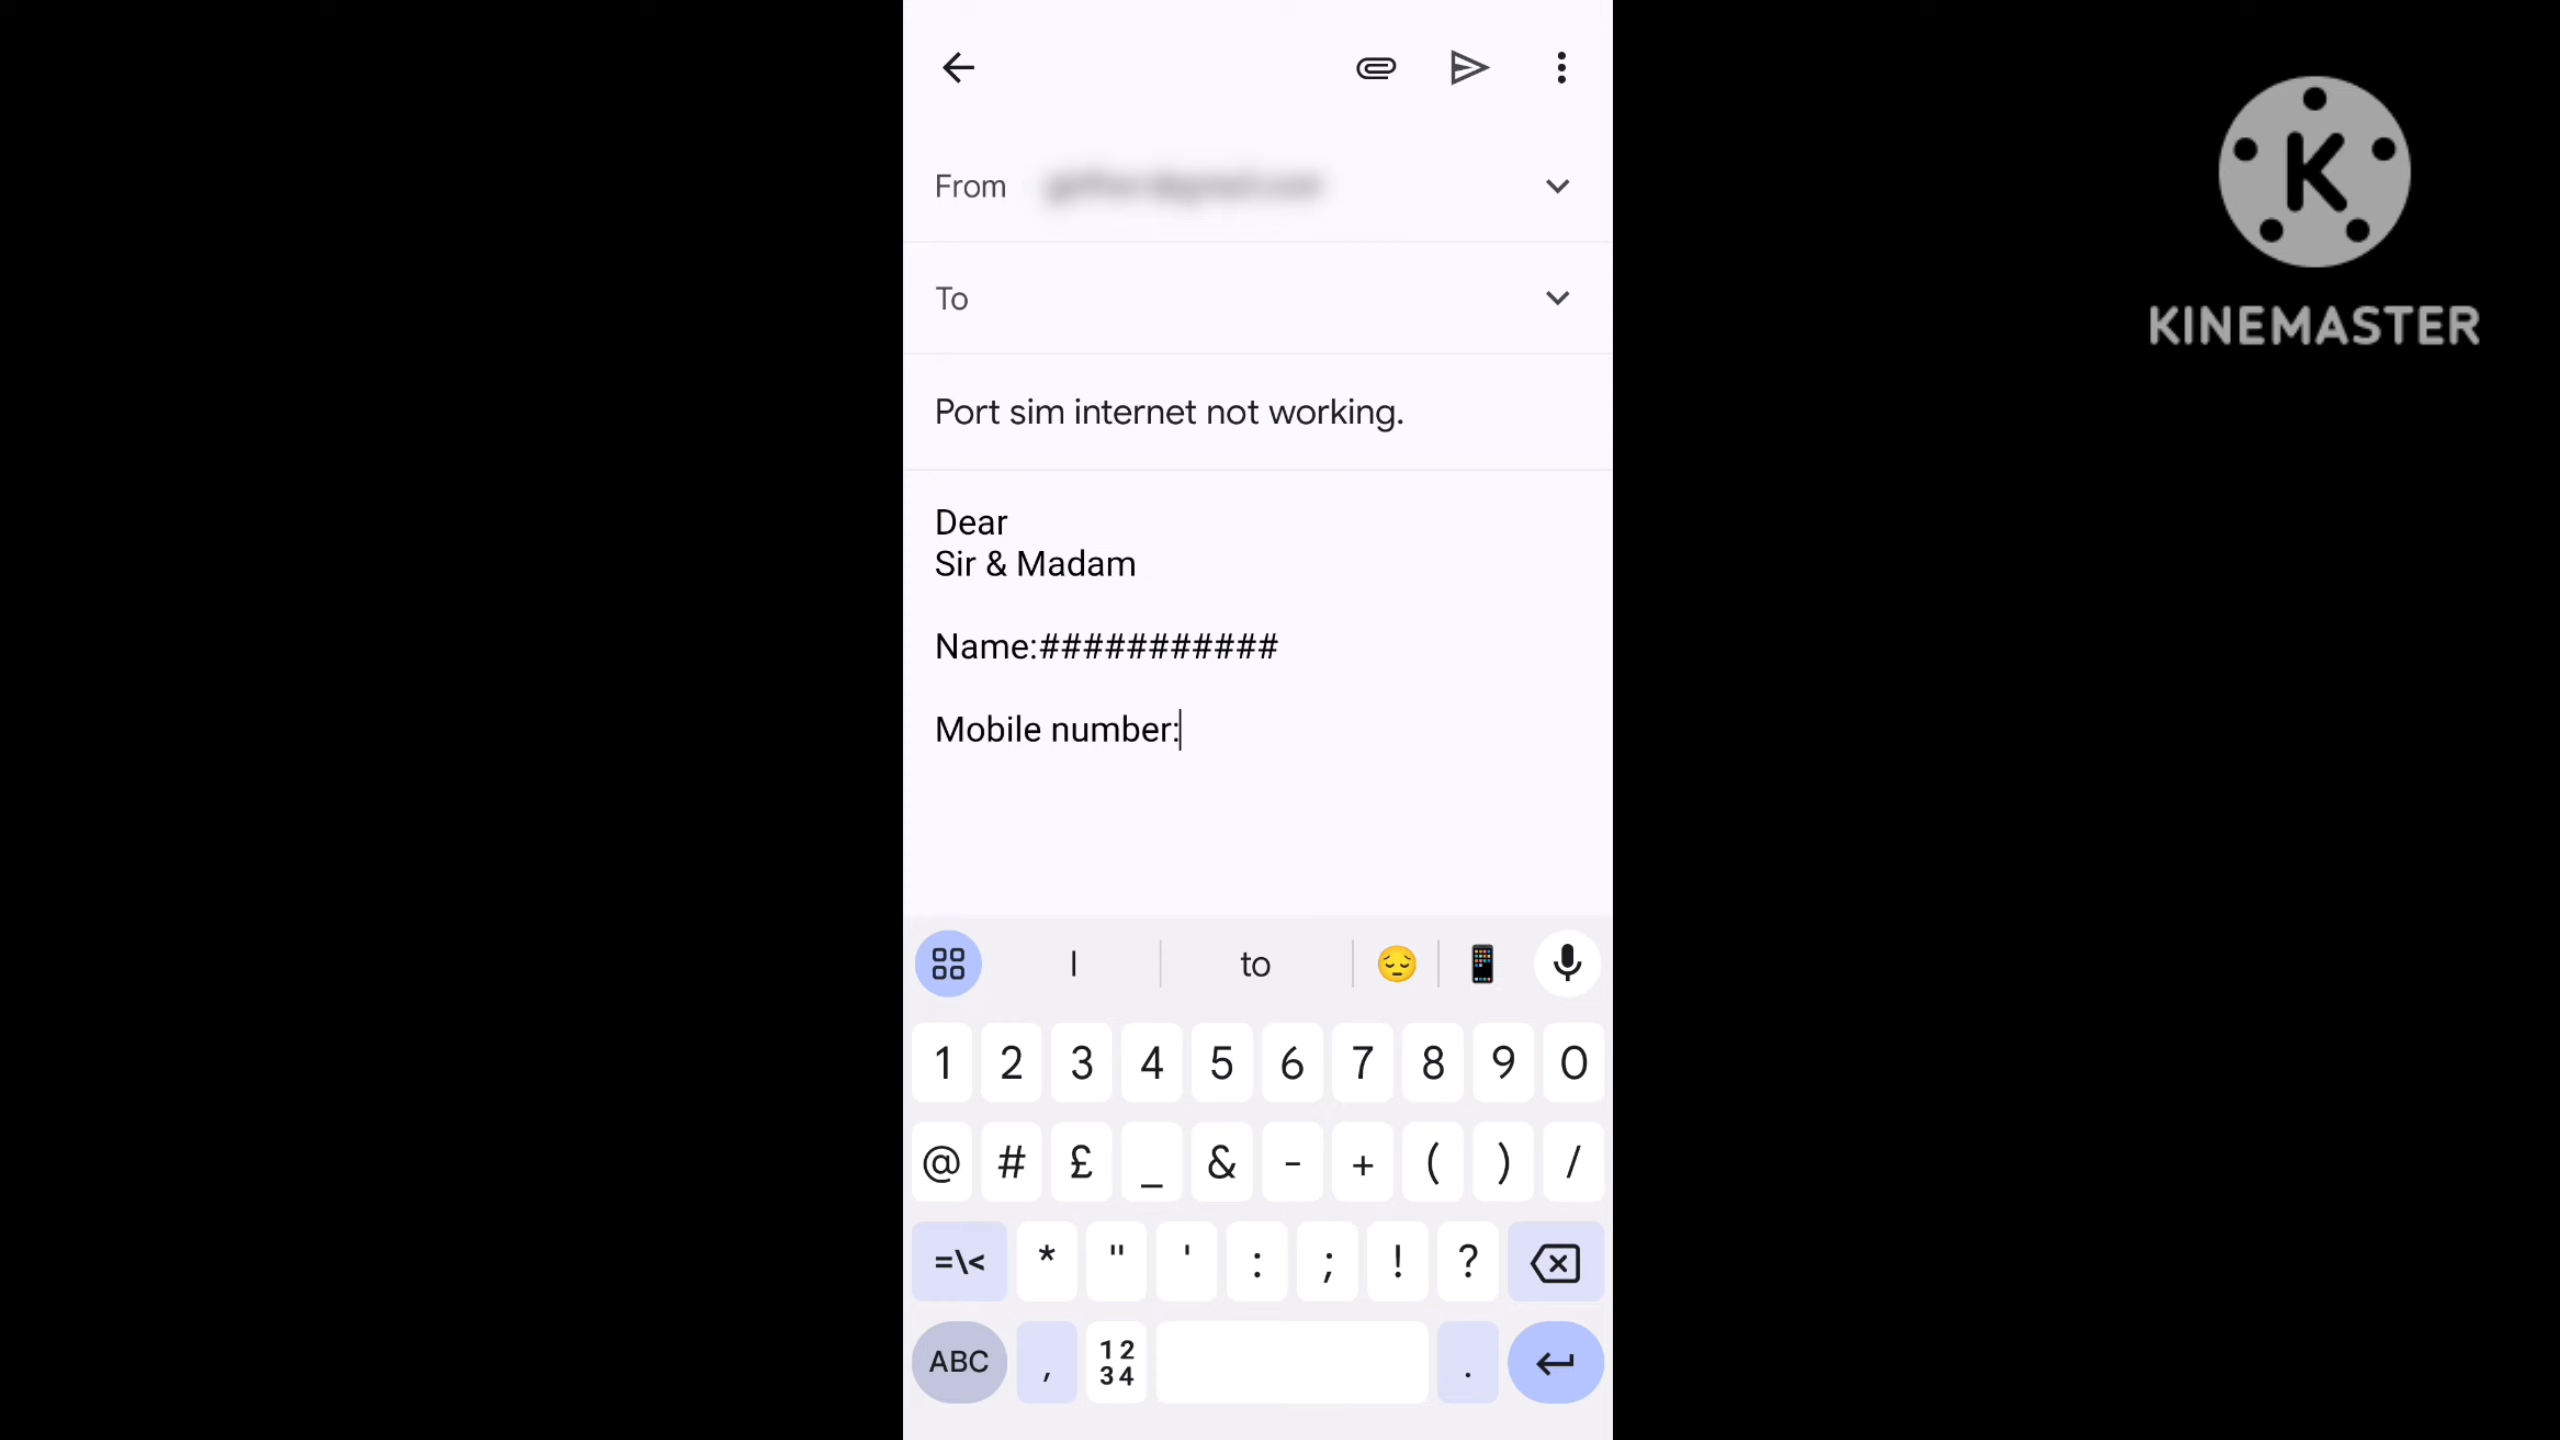 From
To
Port sim internet not working.
Dear
Sir & Madam
Name:###########
Mobile number:
I
to
1 2 3 4 5 6 7 8 9 0
@ # £ _ & - + ( ) /
=\< * " ' : ; ! ?
ABC , 12 34 .
K
KINEMASTER